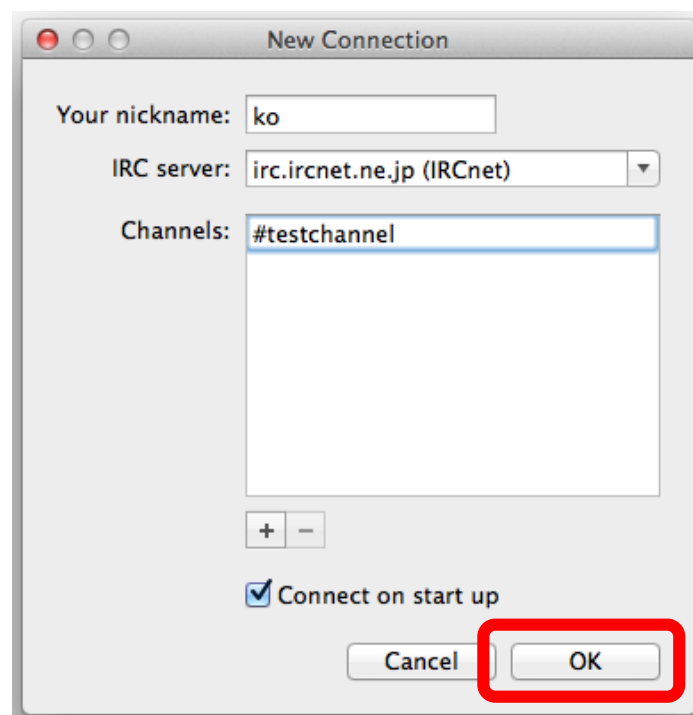 New Connection
Your nickname: ko
IRC server: irc.ircnet.ne.jp (IRCnet)
Channels: #testchannel
+ −
Connect on start up
Cancel OK